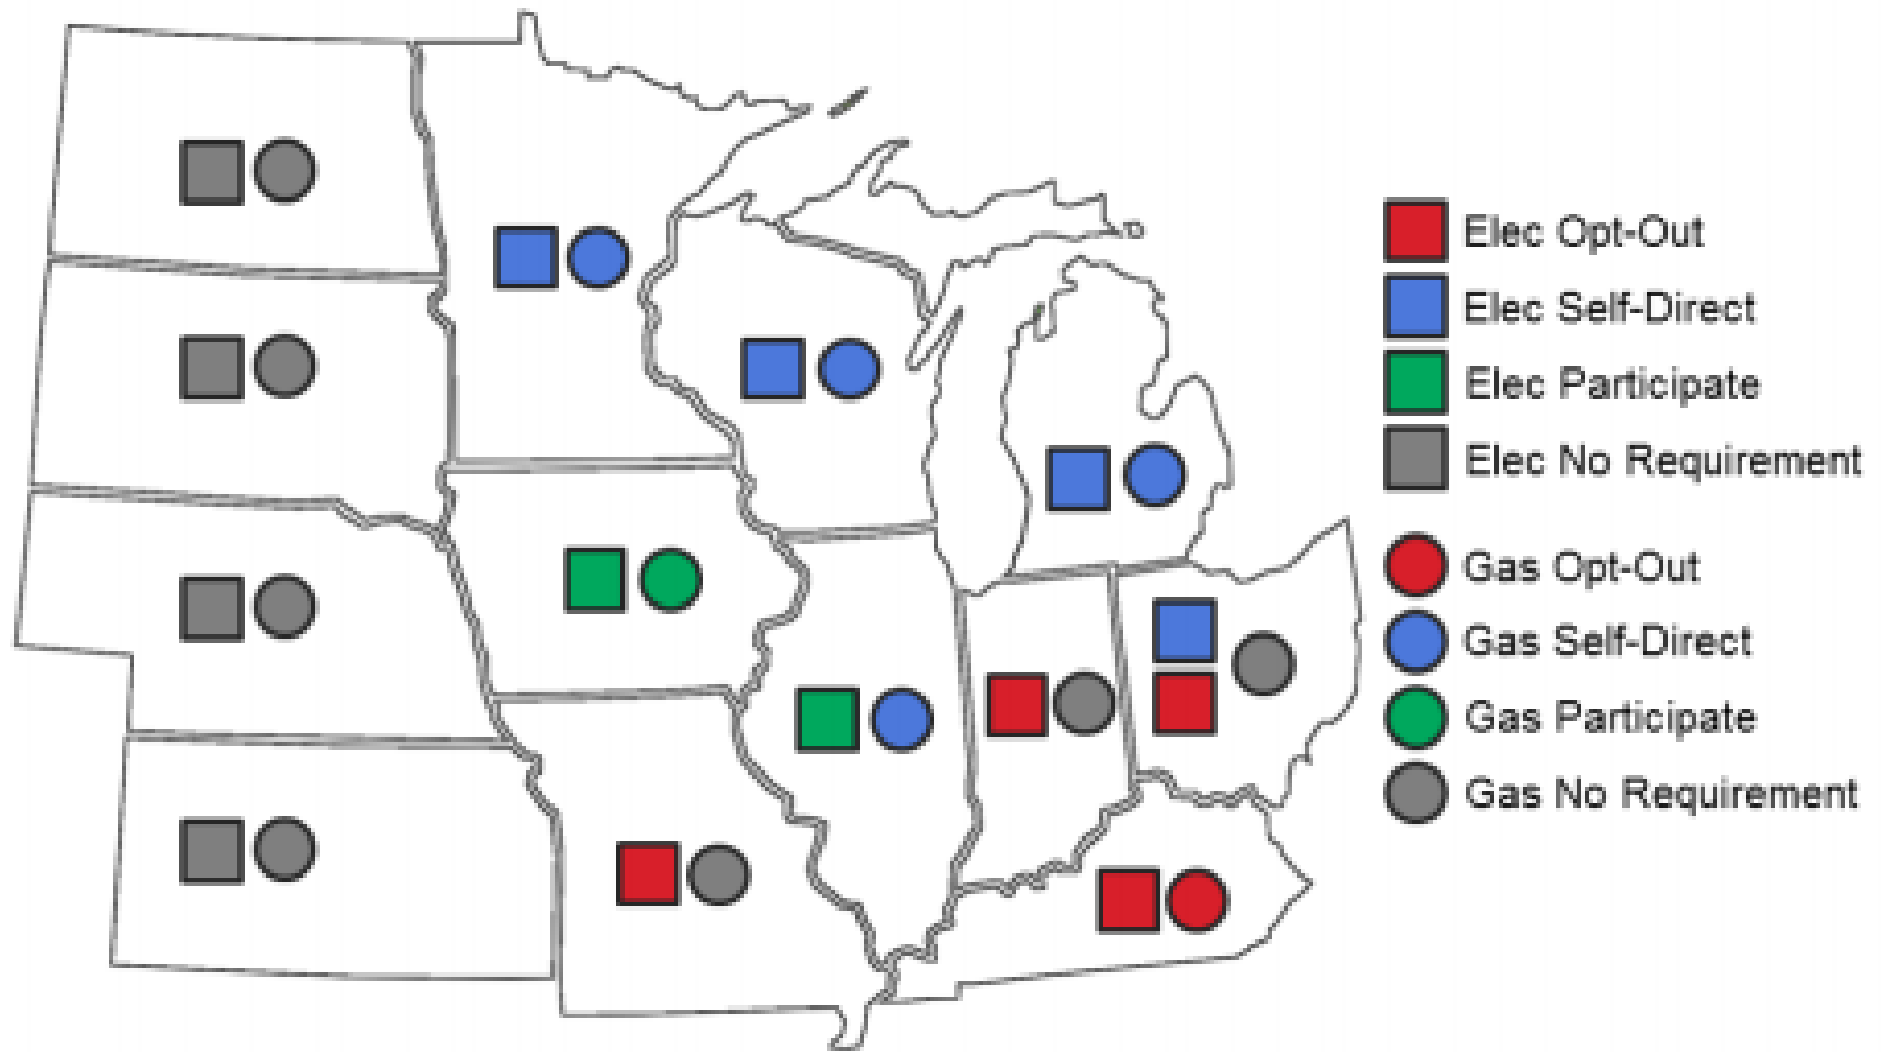 Elec Opt-Out
Elec Self-Direct
Elec Participate
Elec No Requirement
Gas Opt-Out
Gas Self-Direct
Gas Participate
Gas No Requirement